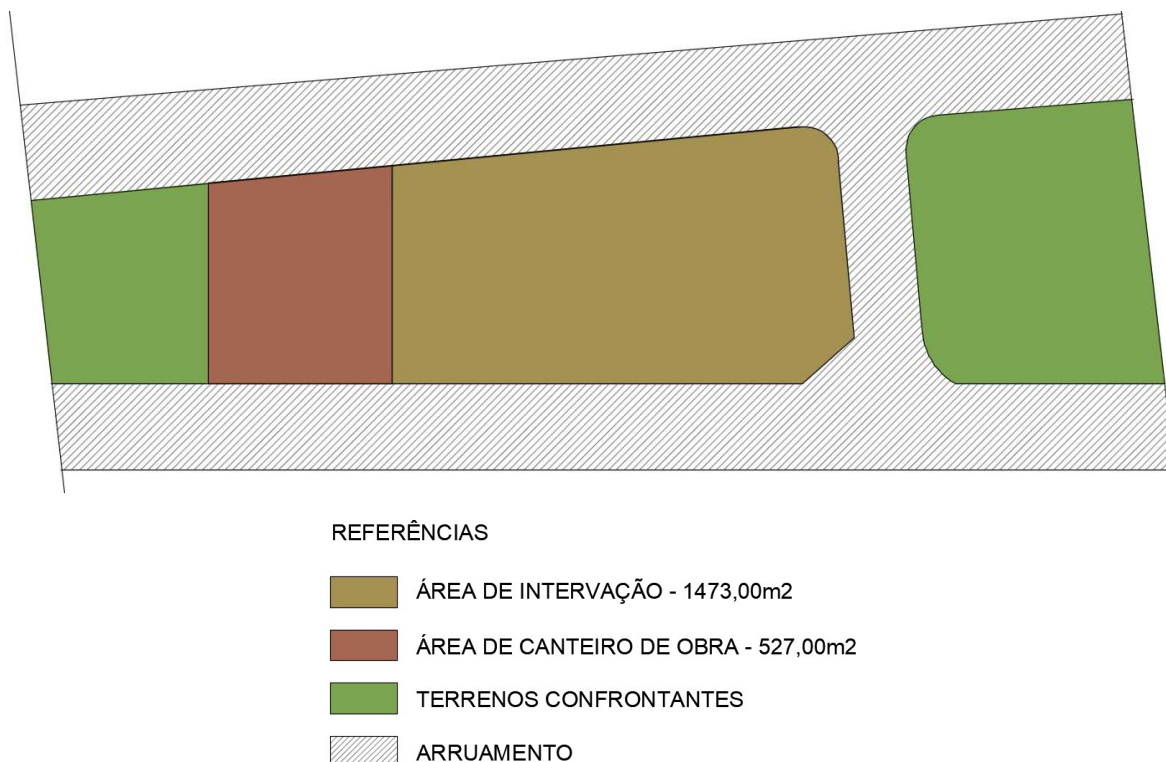 REFERÊNCIAS
ÁREA DE INTERVAÇÃO - 1473,00m2
ÁREA DE CANTEIRO DE OBRA - 527,00m2
TERRENOS CONFRONTANTES
ARRUAMENTO